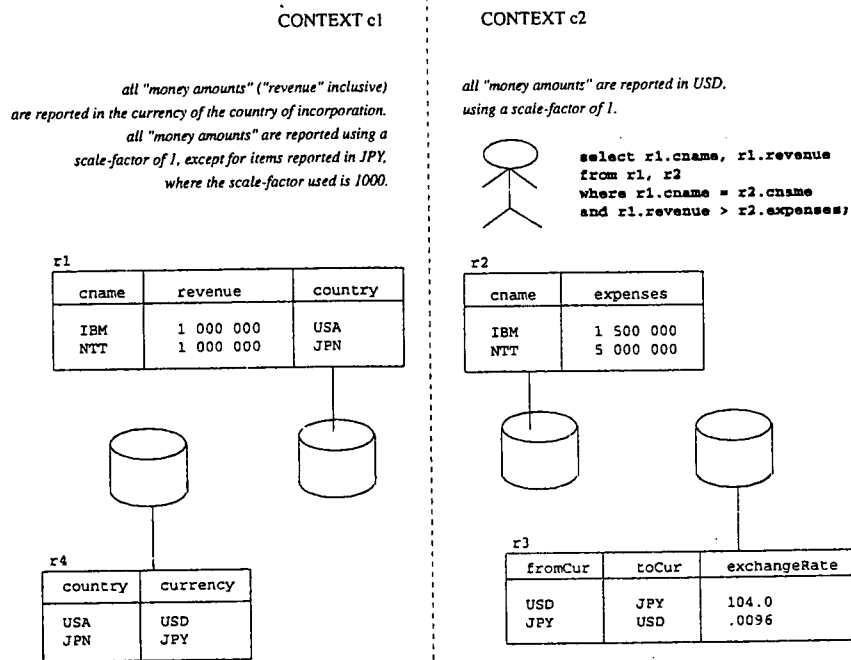 CONTEXT c1
all "money amounts" ("revenue" inclusive)
are reported in the currency of the country of incorporation.
all "money amounts" are reported using a
scale-factor of 1, except for items reported in JPY,
where the scale-factor used is 1000.
r1
cname revenue country
IBM 1 000 000 USA
NTT 1 000 000 JPN
r4
country currency
USA USD
JPN JPY
CONTEXT c2
all "money amounts" are reported in USD,
using a scale-factor of 1.
select r1.cname, r1.revenue
from r1, r2
where r1.cname = r2.cname
and r1.revenue > r2.expenses;
r2
cname expenses
IBM 1 500 000
NTT 5 000 000
r3
fromCur toCur exchangeRate
USD JPY 104.0
JPY USD .0096